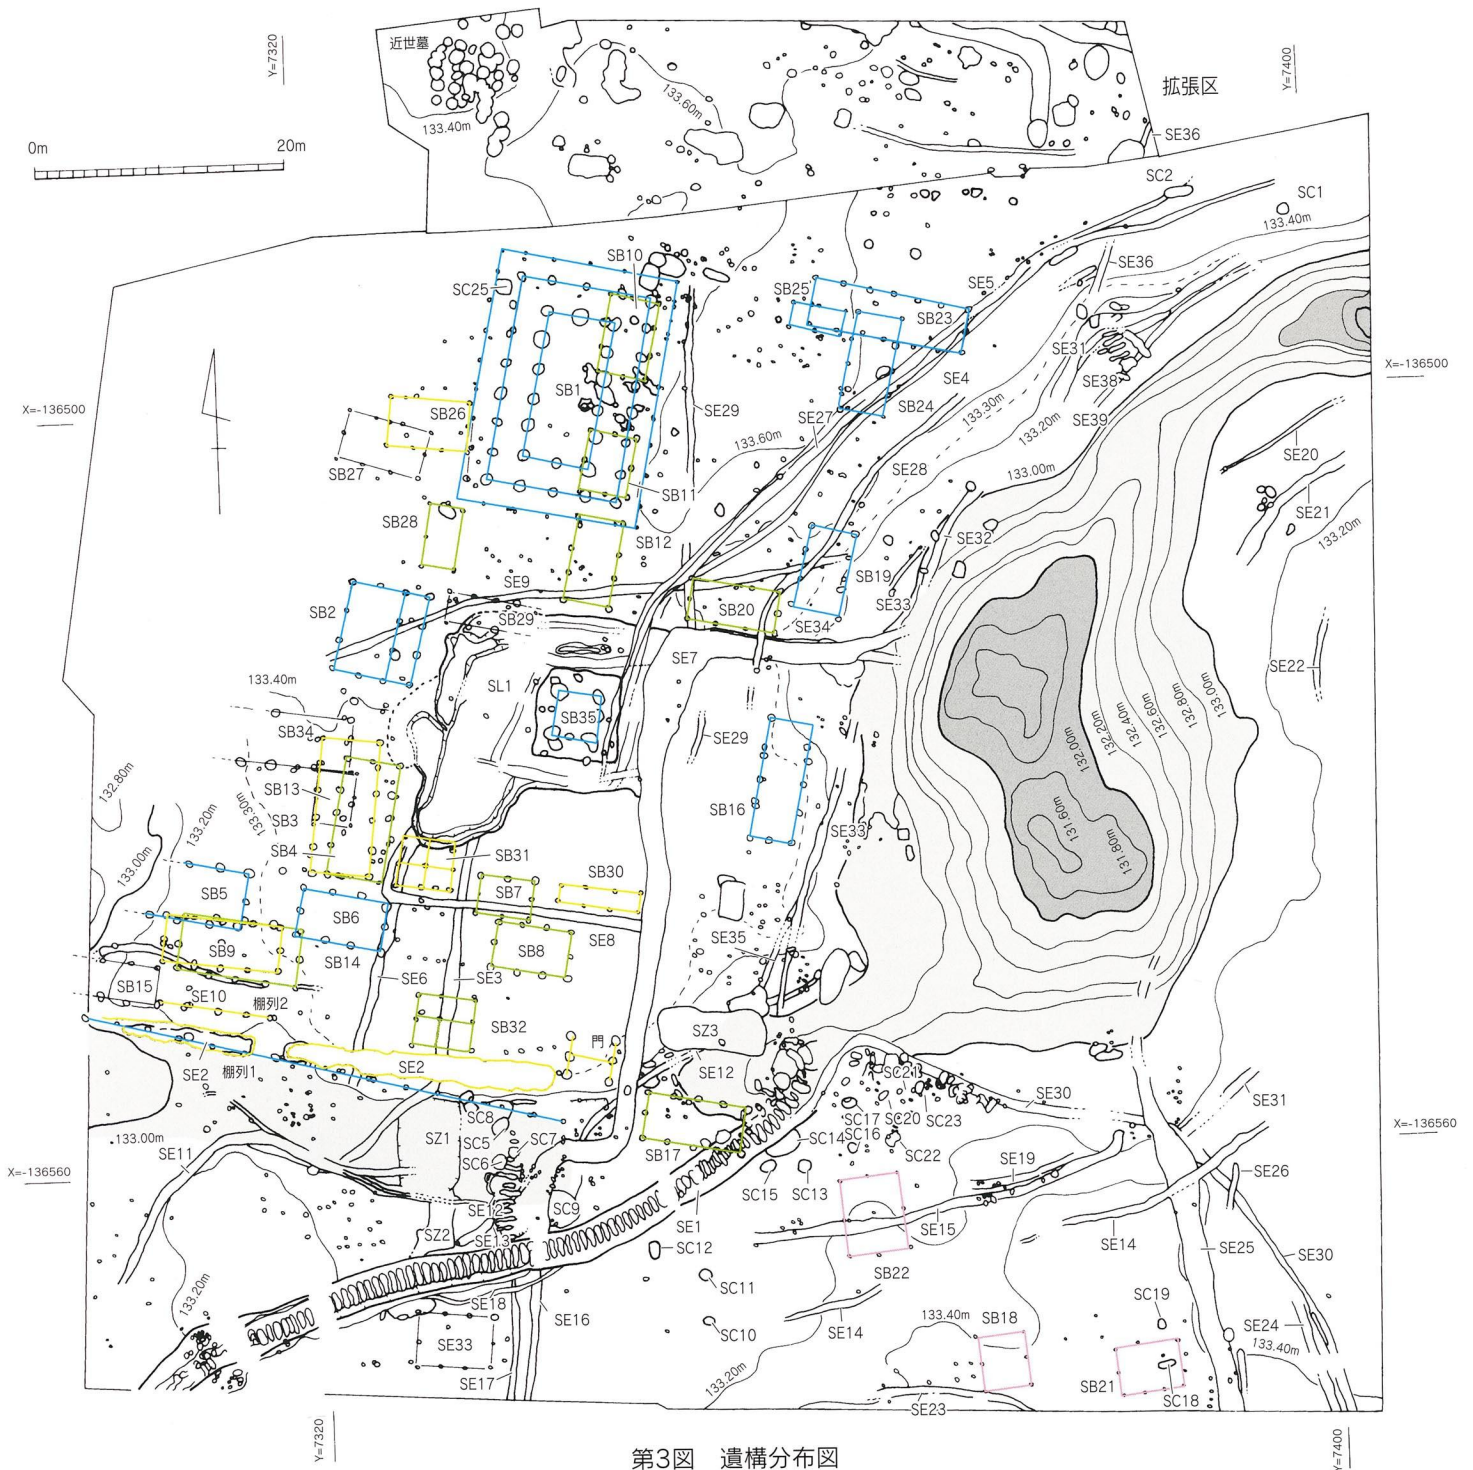 近世墓
Y=7320
Y=7400
拡張区
133.60m
133.40m
SE36
0m
20m
SC2
SC1
133.40m
SB10
SE36
SC25
SB25
SE5
SB23
SE31
X=-136500
X=-136500
SB1
SE38
SE4
SB26
SB24
133.30m
133.20m
SE39
SE29
SE27
133.60m
SE28
SB27
133.00m
SE20
SB11
SE21
SB28
133.20m
SB12
SE32
SE9
SB19
SB20
SE33
SB2
SB29
SE34
SE7
SE22
133.40m
SL1
SB35
SB34
SE29
132.00m
132.20m
132.40m
132.60m
132.80m
133.00m
132.80m
SB13
133.20m
133.30m
SB3
SB16
SE33
131.60m
131.80m
133.00m
SB4
SB31
SB30
SB5
SB7
SB6
SE8
SE35
SB9
SB14
SB8
SB15
SE6
SE3
SE10
棚列2
SB32
SZ3
門
SE2
棚列1
SE2
SE12
SC21
SE30
SE31
SC8
SC17
SC20
SC23
133.00m
SZ1
SC5
SC7
SC14
SC16
X=-136560
X=-136560
SE11
SC6
SB17
SC22
SE19
SE26
SC15
SC13
SE12
SC9
SE1
SE15
SZ2
SE13
SC12
SE14
SE25
SE30
SB22
133.20m
SC11
SE18
SE16
SE14
SC19
SE24
SC10
133.40m
SB18
SE33
133.40m
SE17
133.20m
SB21
SC18
SE23
Y=7320
Y=7400
第3図 遺構分布図